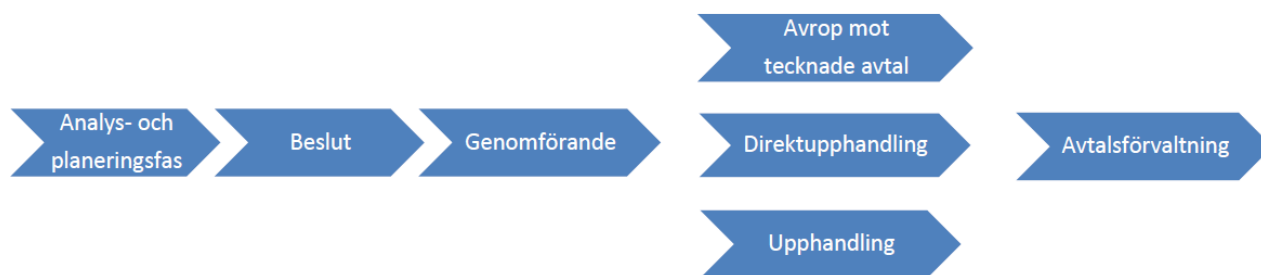 Analys- och
planeringsfas
Beslut
Genomförande
Avrop mot
tecknade avtal
Direktupphandling
Upphandling
Avtalsförvaltning